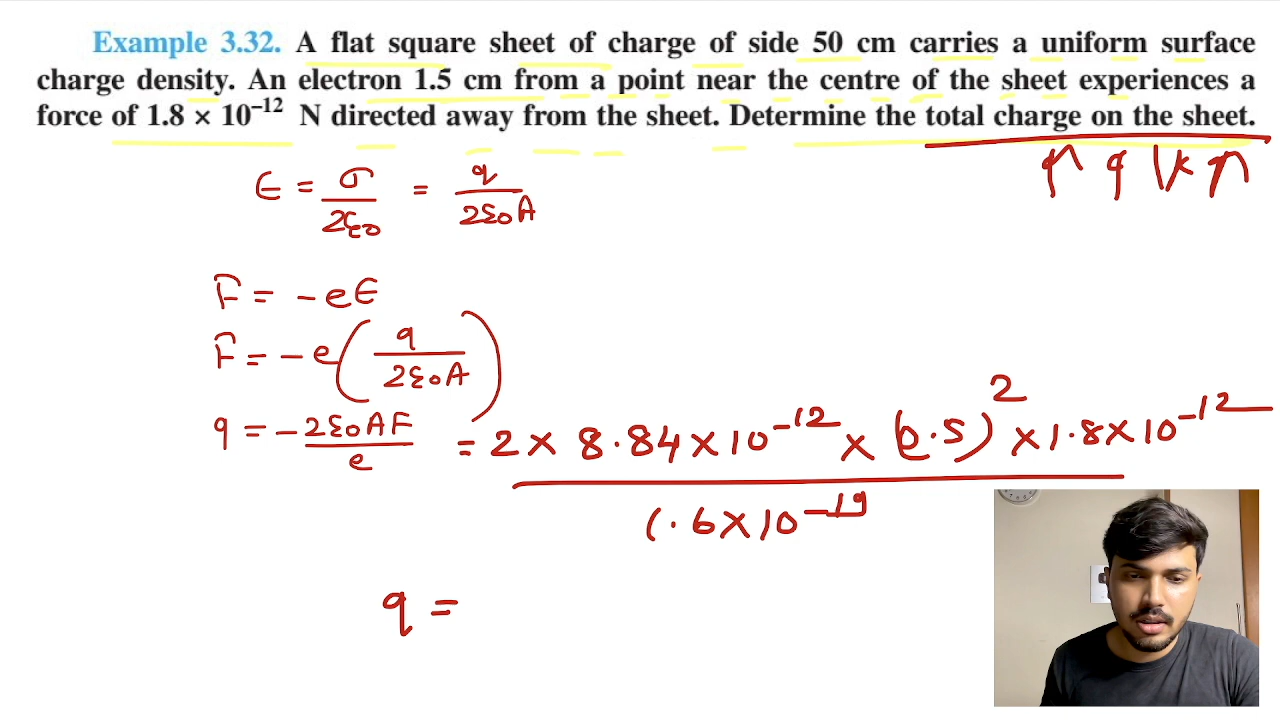 Example 3.32. A flat square sheet of charge of side 50 cm carries a uniform surface
charge density. An electron 1.5 cm from a point near the centre of the sheet experiences a
force of 1.8 × 10⁻¹² N directed away from the sheet. Determine the total charge on the sheet.
E = σ/2ε₀ = q/2ε₀A
F = -eE
F = -e(q/2ε₀A)
q = -2ε₀AF/e = 2 × 8.84 × 10⁻¹² × (0.5)² × 1.8 × 10⁻¹² / 1.6 × 10⁻¹⁹
q =